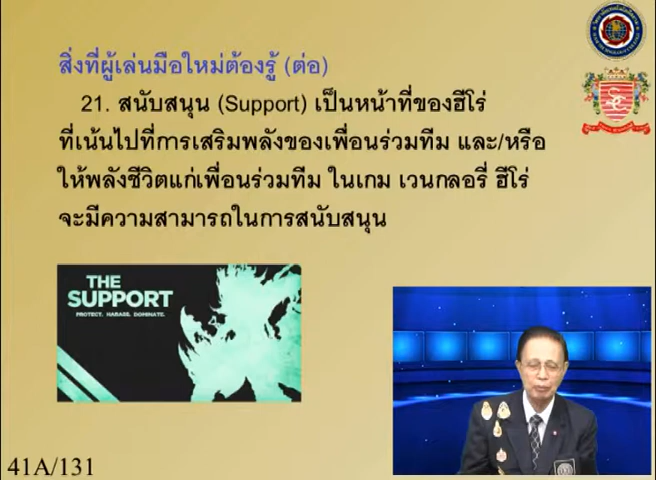 สิ่งที่ผู้เล่นมือใหม่ต้องรู้ (ต่อ)
21. สนับสนุน (Support) เป็นหน้าที่ของฮีโร่
ที่เน้นไปที่การเสริมพลังของเพื่อนร่วมทีม และ/หรือ
ให้พลังชีวิตแก่เพื่อนร่วมทีม ในเกม เวนกลอรี่ ฮีโร่
จะมีความสามารถในการสนับสนุน
THE
SUPPORT
PROTECT. HARASS. DOMINATE.
41A/131